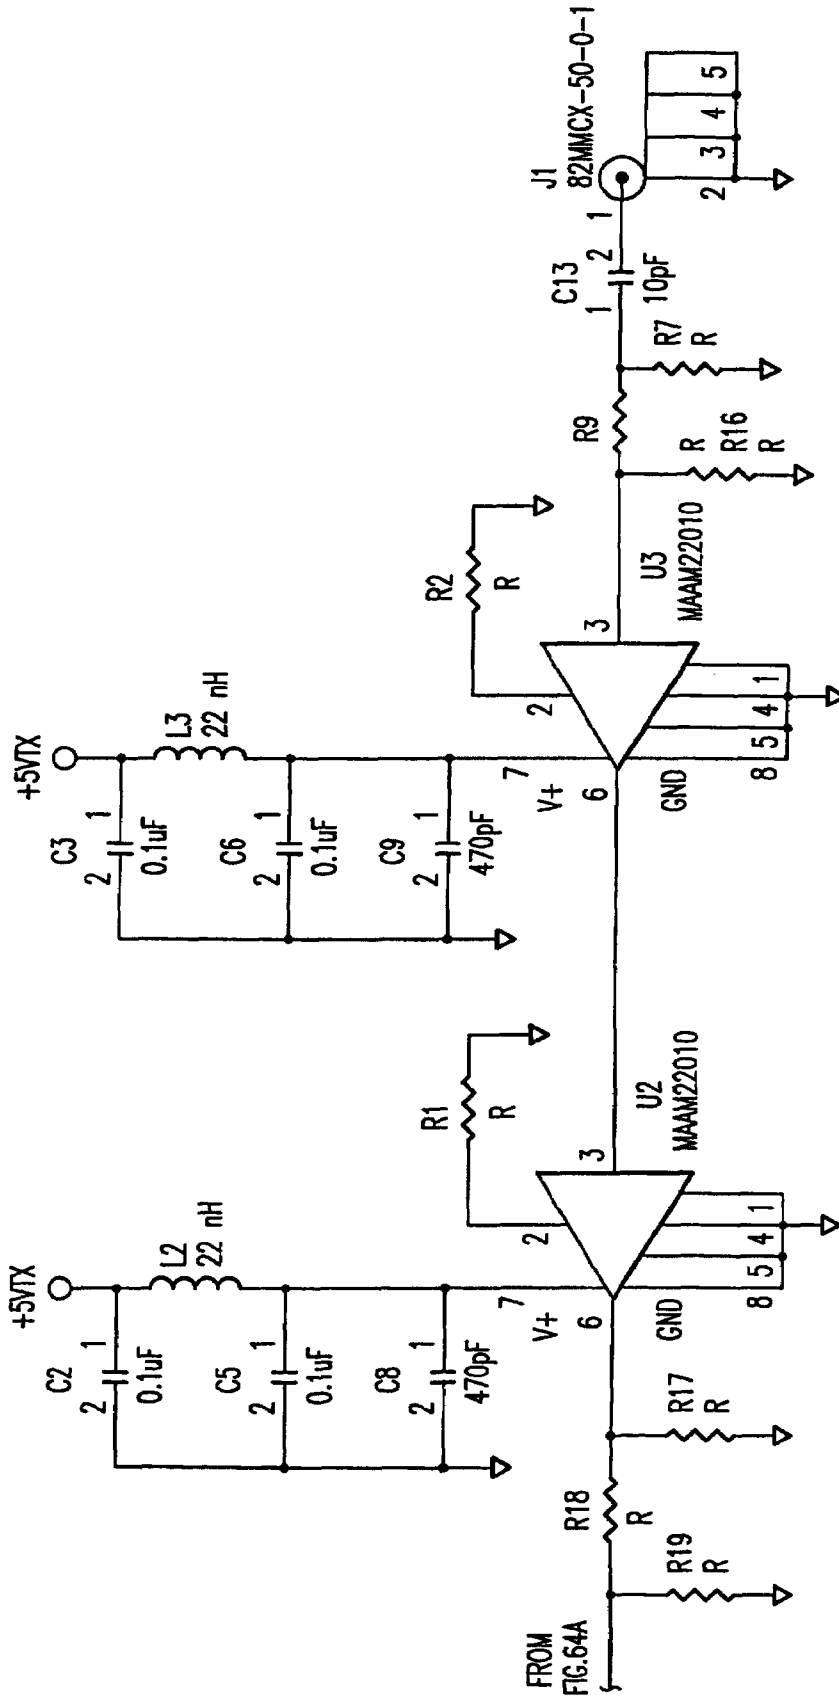 +5VTX
C2
2
1
0.1uF
L2
22 nH
C5
2
1
0.1uF
C8
2
1
470pF
R1
R
7
V+
2
6
3
U2
MAAM22010
GND
8
5
4
1
FROM
FIG.64A
R19
R
R18
R
R17
R
+5VTX
C3
2
1
0.1uF
L3
22 nH
C6
2
1
0.1uF
C9
2
1
470pF
R2
R
7
V+
2
6
3
U3
MAAM22010
GND
8
5
4
1
R9
R
R16
R
R7
R
C13
1
2
10pF
J1
82MMCX-50-0-1
1
2
3
4
5